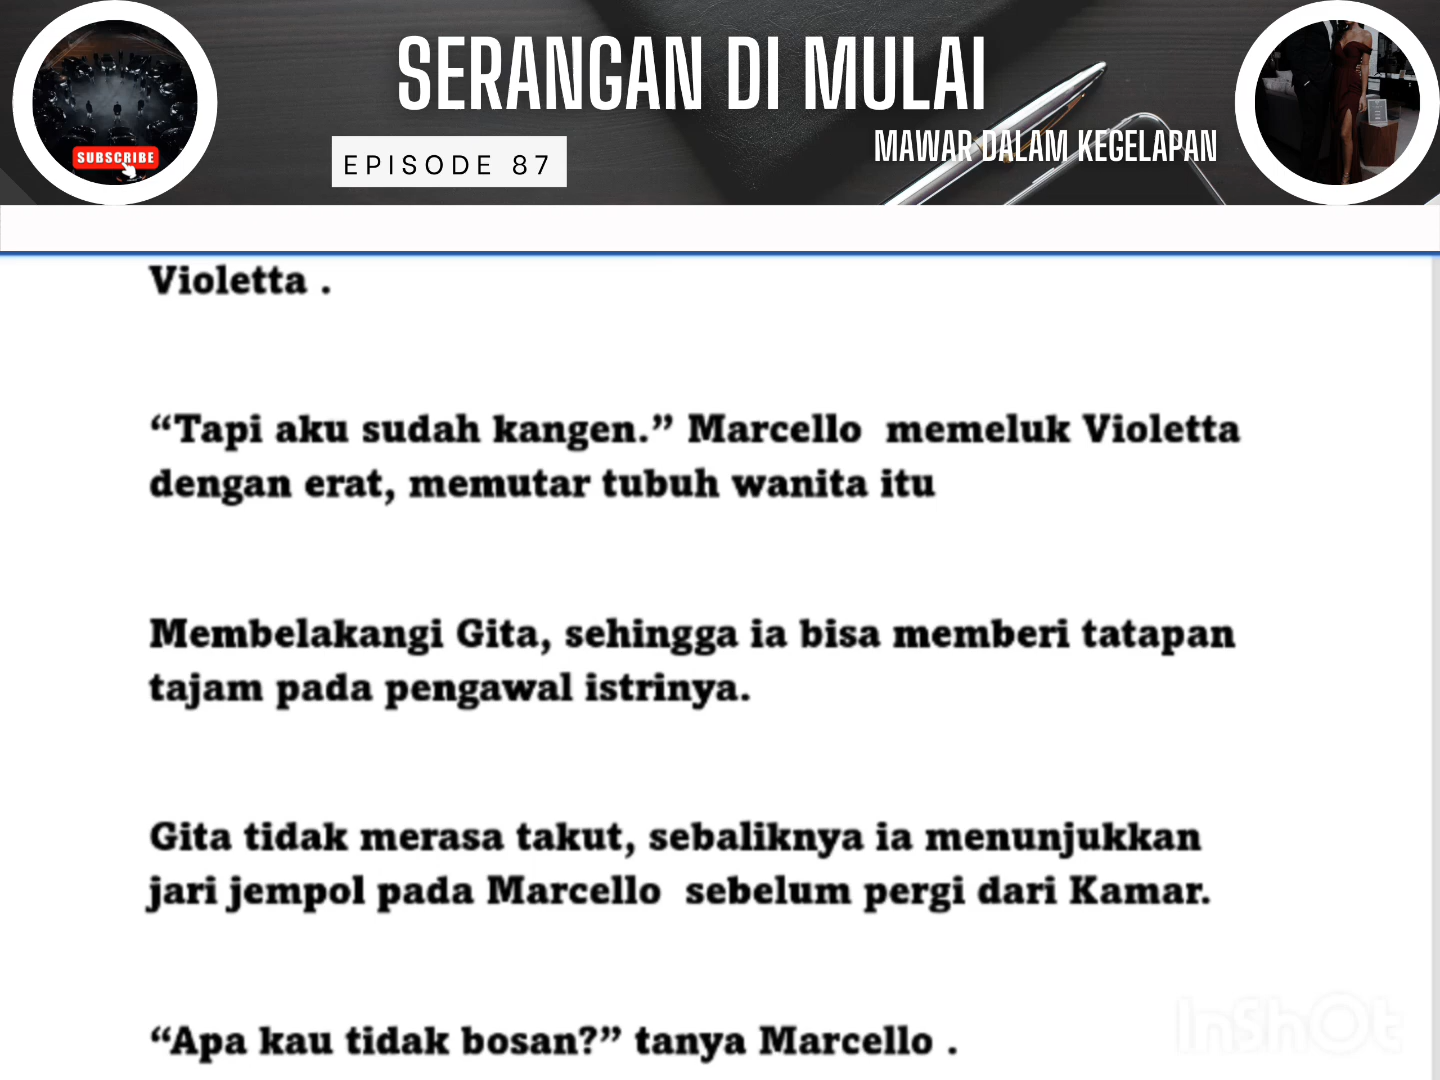 SERANGAN DI MULAI
MAWAR DALAM KEGELAPAN
EPISODE 87
SUBSCRIBE
Violetta .
“Tapi aku sudah kangen.” Marcello memeluk Violetta
dengan erat, memutar tubuh wanita itu
Membelakangi Gita, sehingga ia bisa memberi tatapan
tajam pada pengawal istrinya.
Gita tidak merasa takut, sebaliknya ia menunjukkan
jari jempol pada Marcello sebelum pergi dari Kamar.
“Apa kau tidak bosan?” tanya Marcello .
InShOt